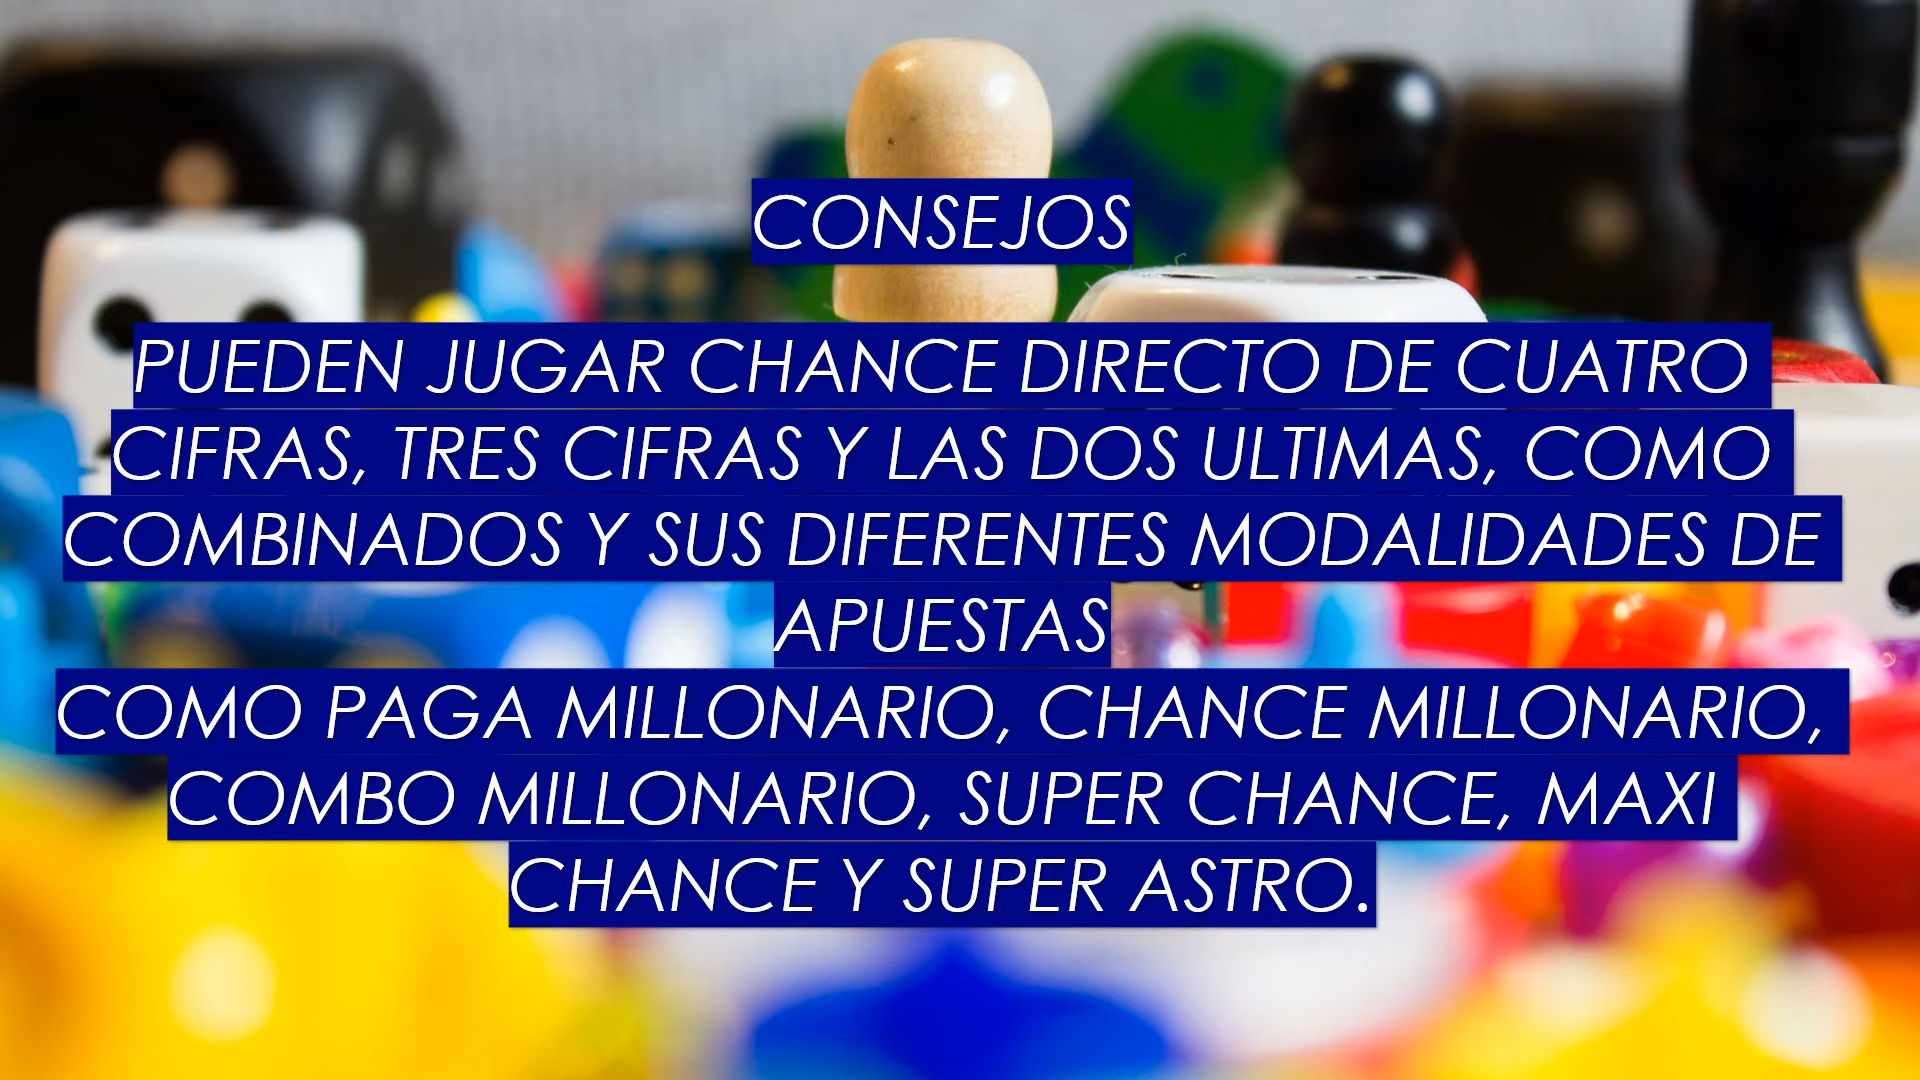 CONSEJOS
PUEDEN JUGAR CHANCE DIRECTO DE CUATRO
CIFRAS, TRES CIFRAS Y LAS DOS ULTIMAS, COMO
COMBINADOS Y SUS DIFERENTES MODALIDADES DE
APUESTAS
COMO PAGA MILLONARIO, CHANCE MILLONARIO,
COMBO MILLONARIO, SUPER CHANCE, MAXI
CHANCE Y SUPER ASTRO.